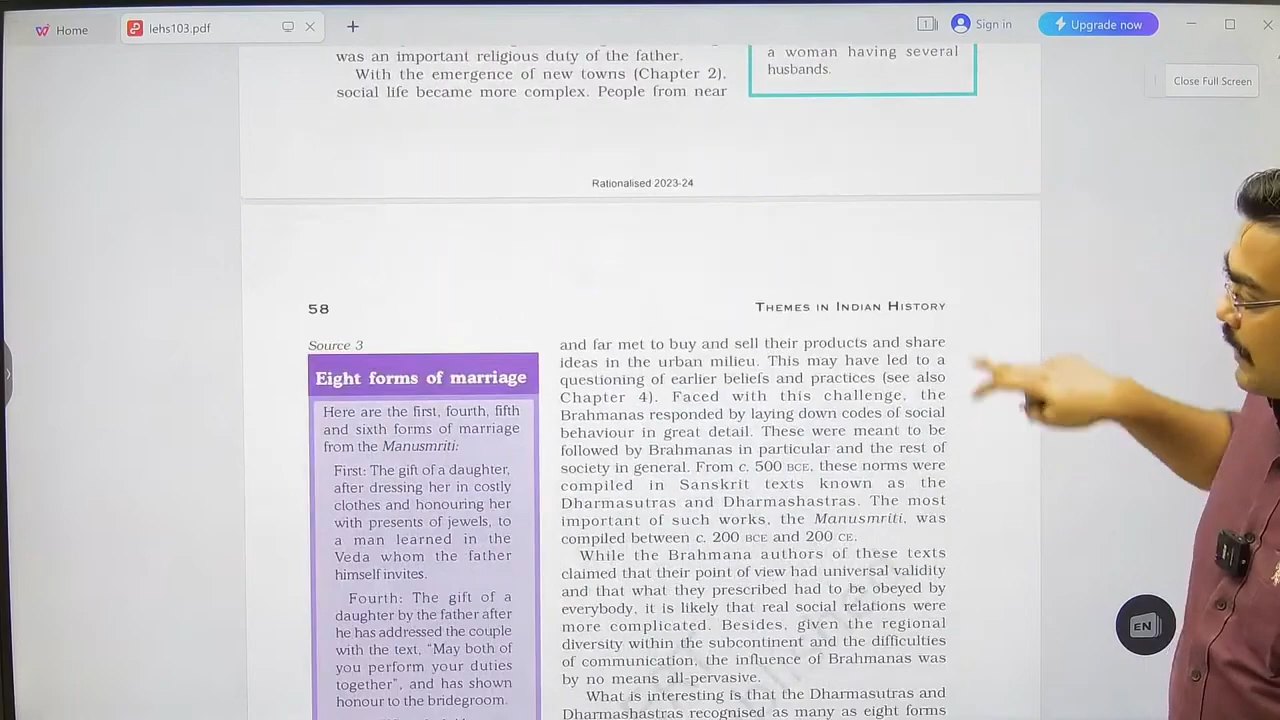 Home
lehs103.pdf
1
Sign in
Upgrade now
Close Full Screen
was an important religious duty of the father.
With the emergence of new towns (Chapter 2),
social life became more complex. People from near
a woman having several
husbands.
Rationalised 2023-24
58
THEMES IN INDIAN HISTORY
Source 3
Eight forms of marriage
Here are the first, fourth, fifth
and sixth forms of marriage
from the Manusmriti:
First: The gift of a daughter,
after dressing her in costly
clothes and honouring her
with presents of jewels, to
a man learned in the
Veda whom the father
himself invites.
Fourth: The gift of a
daughter by the father after
he has addressed the couple
with the text, “May both of
you perform your duties
together”, and has shown
honour to the bridegroom.
and far met to buy and sell their products and share
ideas in the urban milieu. This may have led to a
questioning of earlier beliefs and practices (see also
Chapter 4). Faced with this challenge, the
Brahmanas responded by laying down codes of social
behaviour in great detail. These were meant to be
followed by Brahmanas in particular and the rest of
society in general. From c. 500 BCE, these norms were
compiled in Sanskrit texts known as the
Dharmasutras and Dharmashastras. The most
important of such works, the Manusmriti, was
compiled between c. 200 BCE and 200 CE.
While the Brahmana authors of these texts
claimed that their point of view had universal validity
and that what they prescribed had to be obeyed by
everybody, it is likely that real social relations were
more complicated. Besides, given the regional
diversity within the subcontinent and the difficulties
of communication, the influence of Brahmanas was
by no means all-pervasive.
What is interesting is that the Dharmasutras and
Dharmashastras recognised as many as eight forms
EN